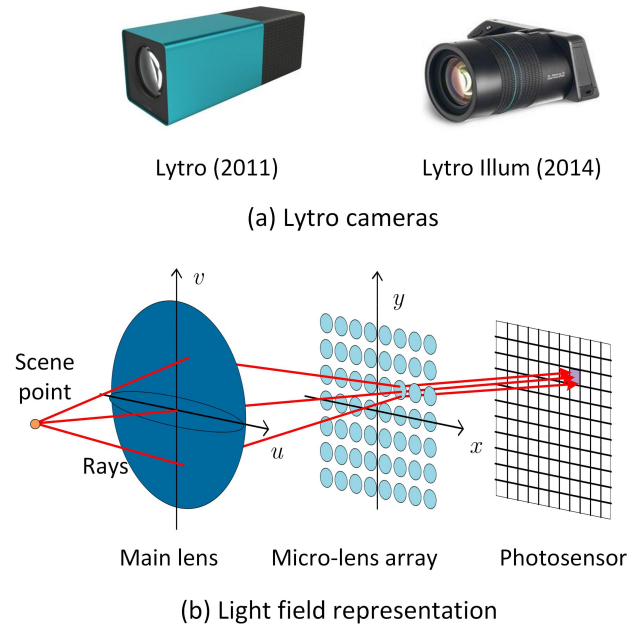 Lytro (2011)
Lytro Illum (2014)
(a) Lytro cameras
v
y
Scene
point
Rays
u
x
Main lens
Micro-lens array
Photosensor
(b) Light field representation